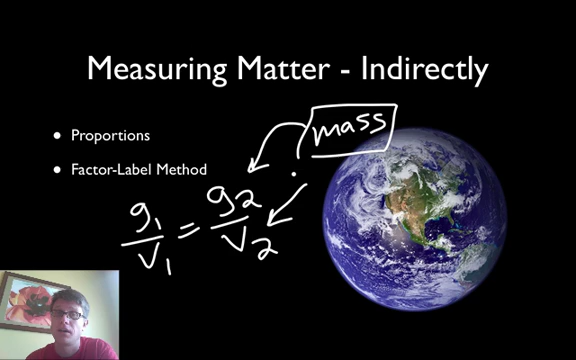 Measuring Matter - Indirectly
mass
• Proportions
• Factor-Label Method
g₁/v₁ = g₂/v₂